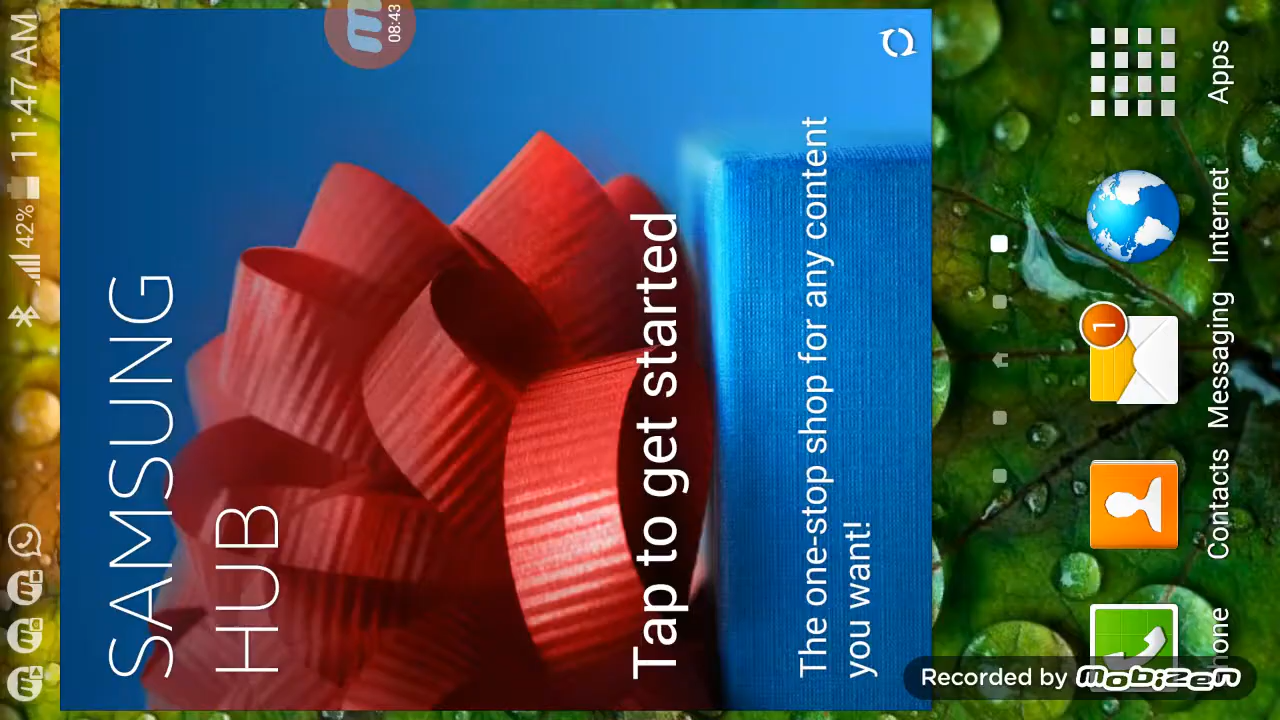 42% 11:47 AM
08:43
SAMSUNG
HUB
Tap to get started
The one-stop shop for any content
you want!
1
Phone
Contacts
Messaging
Internet
Apps
Recorded by mobizen